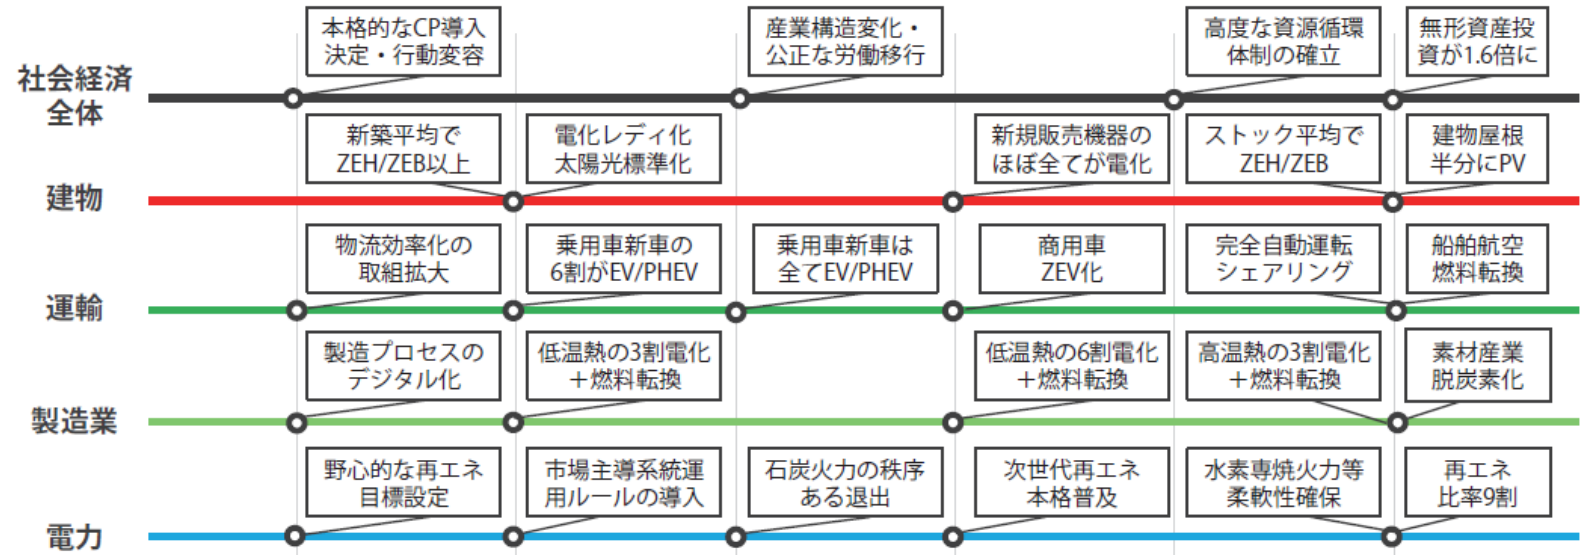 本格的なCP導入
決定・行動変容
産業構造変化・
公正な労働移行
高度な資源循環
体制の確立
無形資産投
資が1.6倍に
社会経済
全体
新築平均で
ZEH/ZEB以上
電化レディ化
太陽光標準化
新規販売機器の
ほぼ全てが電化
ストック平均で
ZEH/ZEB
建物屋根
半分にPV
建物
物流効率化の
取組拡大
乗用車新車の
6割がEV/PHEV
乗用車新車は
全てEV/PHEV
商用車
ZEV化
完全自動運転
シェアリング
船舶航空
燃料転換
運輸
製造プロセスの
デジタル化
低温熱の3割電化
＋燃料転換
低温熱の6割電化
＋燃料転換
高温熱の3割電化
＋燃料転換
素材産業
脱炭素化
製造業
野心的な再エネ
目標設定
市場主導系統運
用ルールの導入
石炭火力の秩序
ある退出
次世代再エネ
本格普及
水素専焼火力等
柔軟性確保
再エネ
比率9割
電力